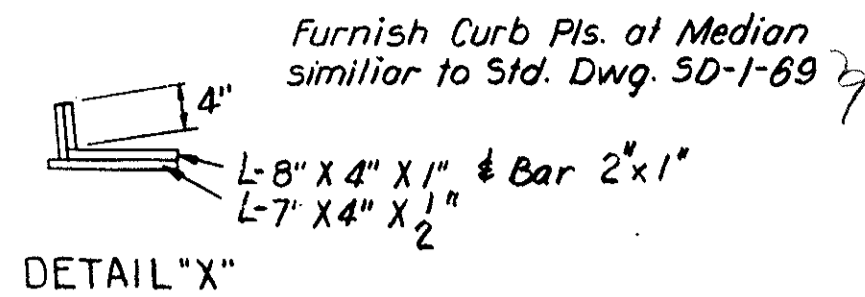 Furnish Curb Pls. at Median
similiar to Std. Dwg. SD-1-69
4"
L-8" X 4" X 1" & Bar 2"x1"
L-7" X 4" X 1/2"
DETAIL "X"